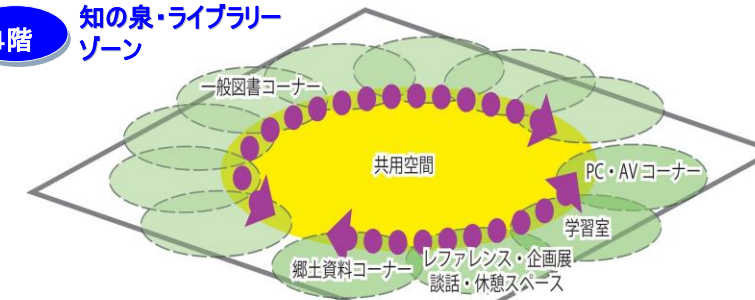 階
知の泉・ライブラリー
ゾーン
一般図書コーナー
共用空間
PC・AV コーナー
学習室
レファレンス・企画展
談話・休憩スペース
郷土資料コーナー